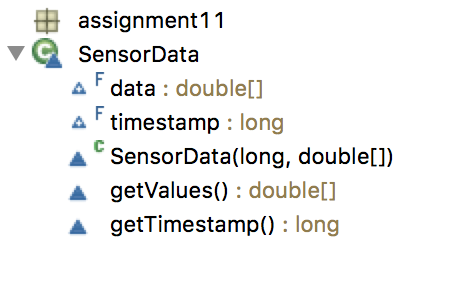 assignment11
SensorData
F data : double[]
F timestamp : long
C SensorData(long, double[])
getValues() : double[]
getTimestamp() : long